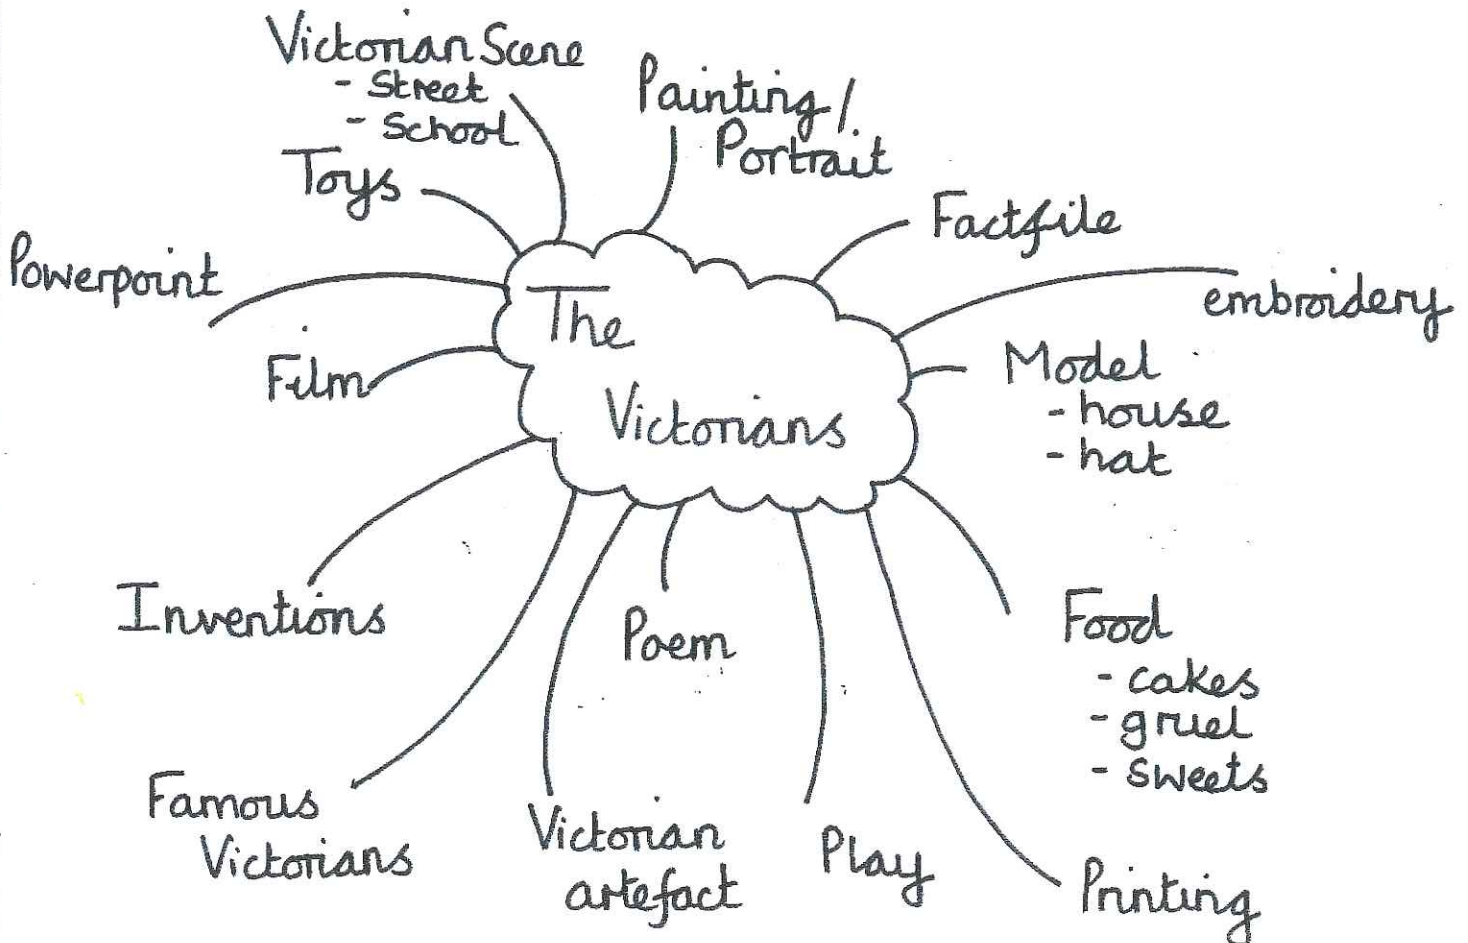 Victorian Scene
- Street
- School
Painting /
Portrait
Toys
Factfile
Powerpoint
embroidery
The
Victorians
Film
Model
- house
- hat
Inventions
Poem
Food
- cakes
- gruel
- sweets
Famous
Victorians
Victorian
artefact
Play
Printing